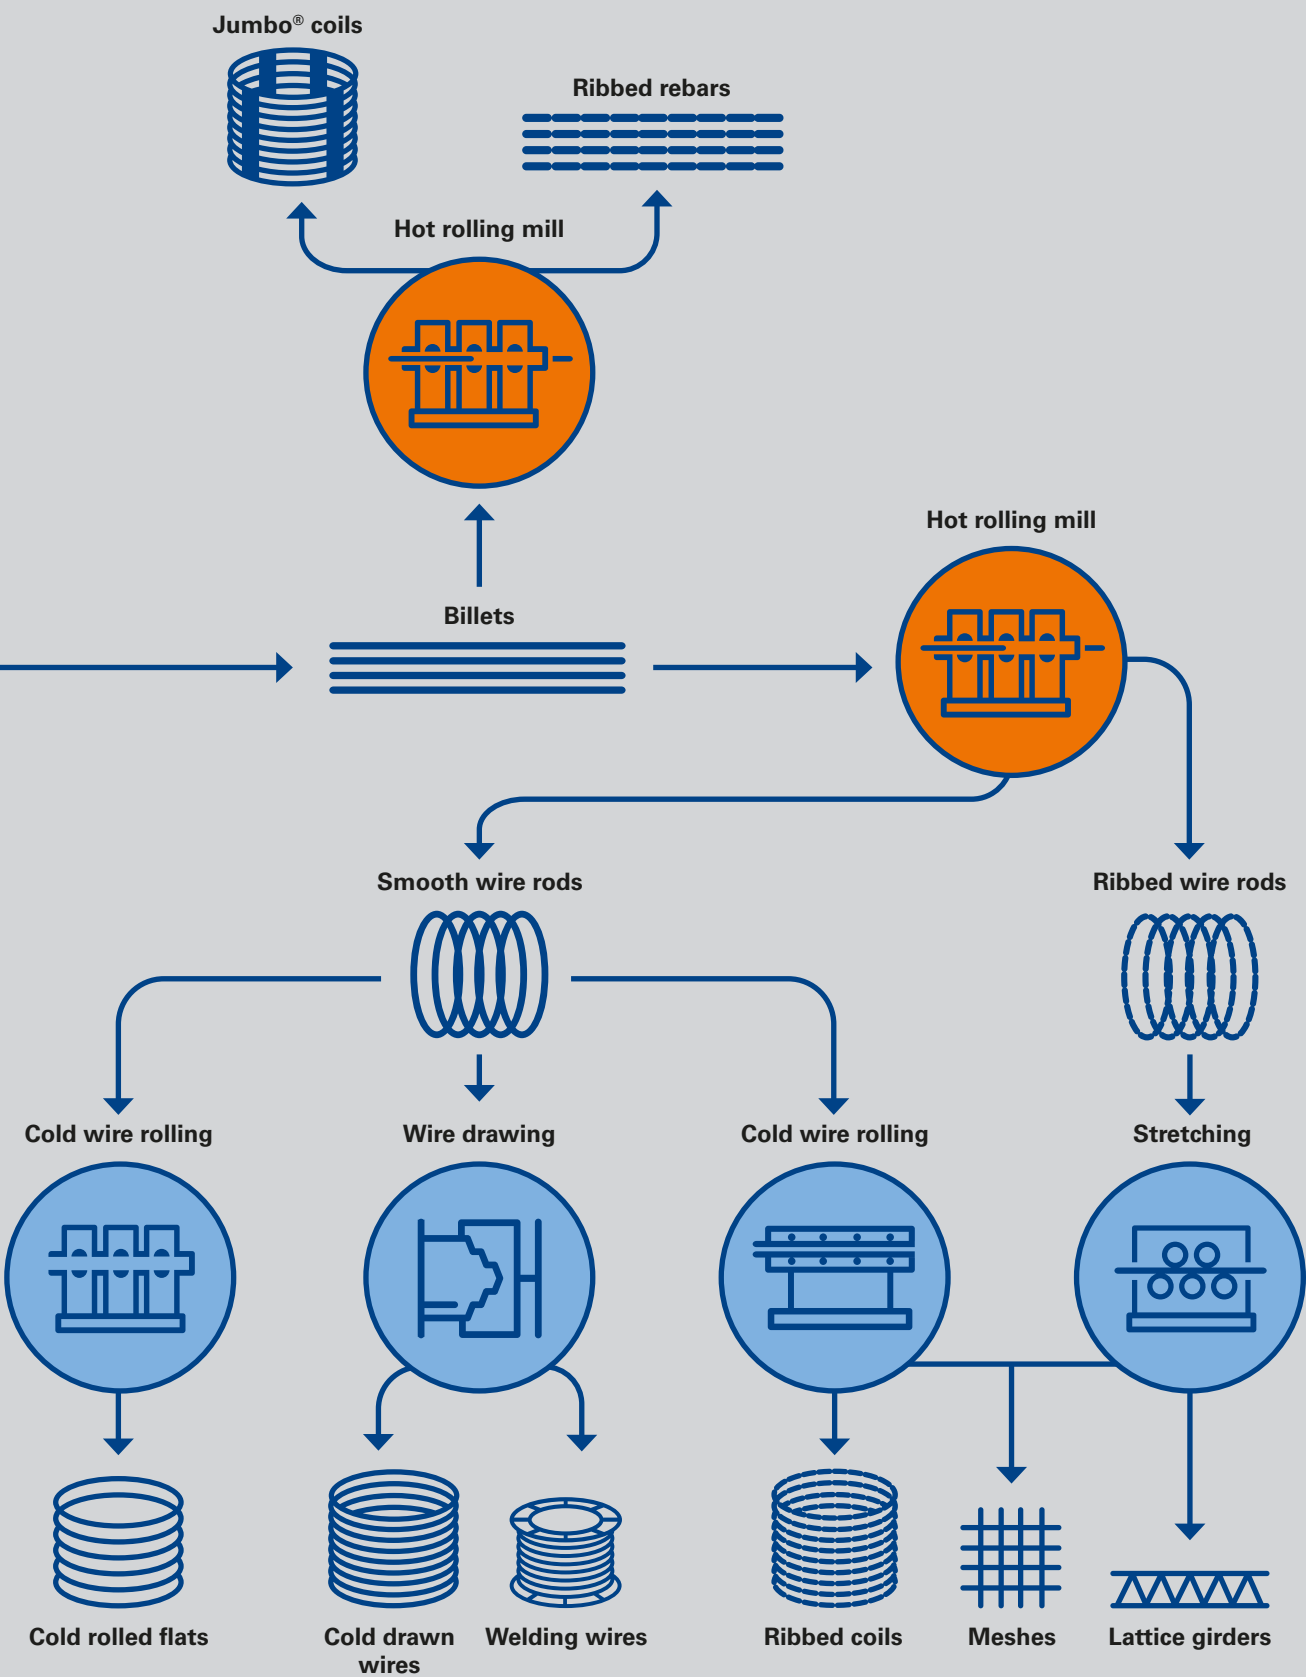 Jumbo® coils
Ribbed rebars
Hot rolling mill
Hot rolling mill
Billets
Smooth wire rods
Ribbed wire rods
Cold wire rolling
Wire drawing
Cold wire rolling
Stretching
Cold rolled flats
Cold drawn
wires
Welding wires
Ribbed coils
Meshes
Lattice girders